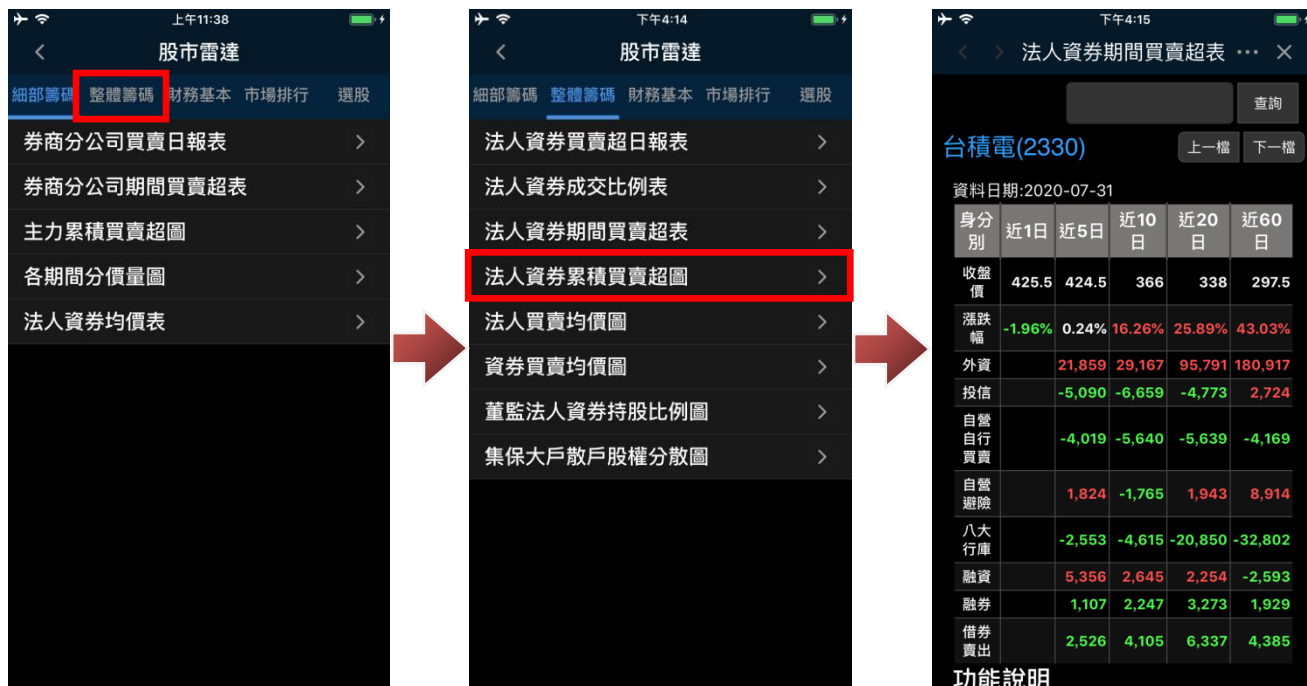 上午11:38
股市雷達
細部籌碼 整體籌碼 財務基本 市場排行 選股
券商分公司買賣日報表
券商分公司期間買賣超表
主力累積買賣超圖
各期間分價量圖
法人資券均價表
下午4:14
股市雷達
細部籌碼 整體籌碼 財務基本 市場排行 選股
法人資券買賣超日報表
法人資券成交比例表
法人資券期間買賣超表
法人資券累積買賣超圖
法人買賣均價圖
資券買賣均價圖
董監法人資券持股比例圖
集保大戶散戶股權分散圖
下午4:15
法人資券期間買賣超表
查詢
台積電(2330) 上一檔 下一檔
資料日期:2020-07-31
身分別 近1日 近5日 近10日 近20日 近60日
收盤價 425.5 424.5 366 338 297.5
漲跌幅 -1.96% 0.24% 16.26% 25.89% 43.03%
外資 21,859 29,167 95,791 180,917
投信 -5,090 -6,659 -4,773 2,724
自營自行買賣 -4,019 -5,640 -5,639 -4,169
自營避險 1,824 -1,765 1,943 8,914
八大行庫 -2,553 -4,615 -20,850 -32,802
融資 5,356 2,645 2,254 -2,593
融券 1,107 2,247 3,273 1,929
借券賣出 2,526 4,105 6,337 4,385
功能說明